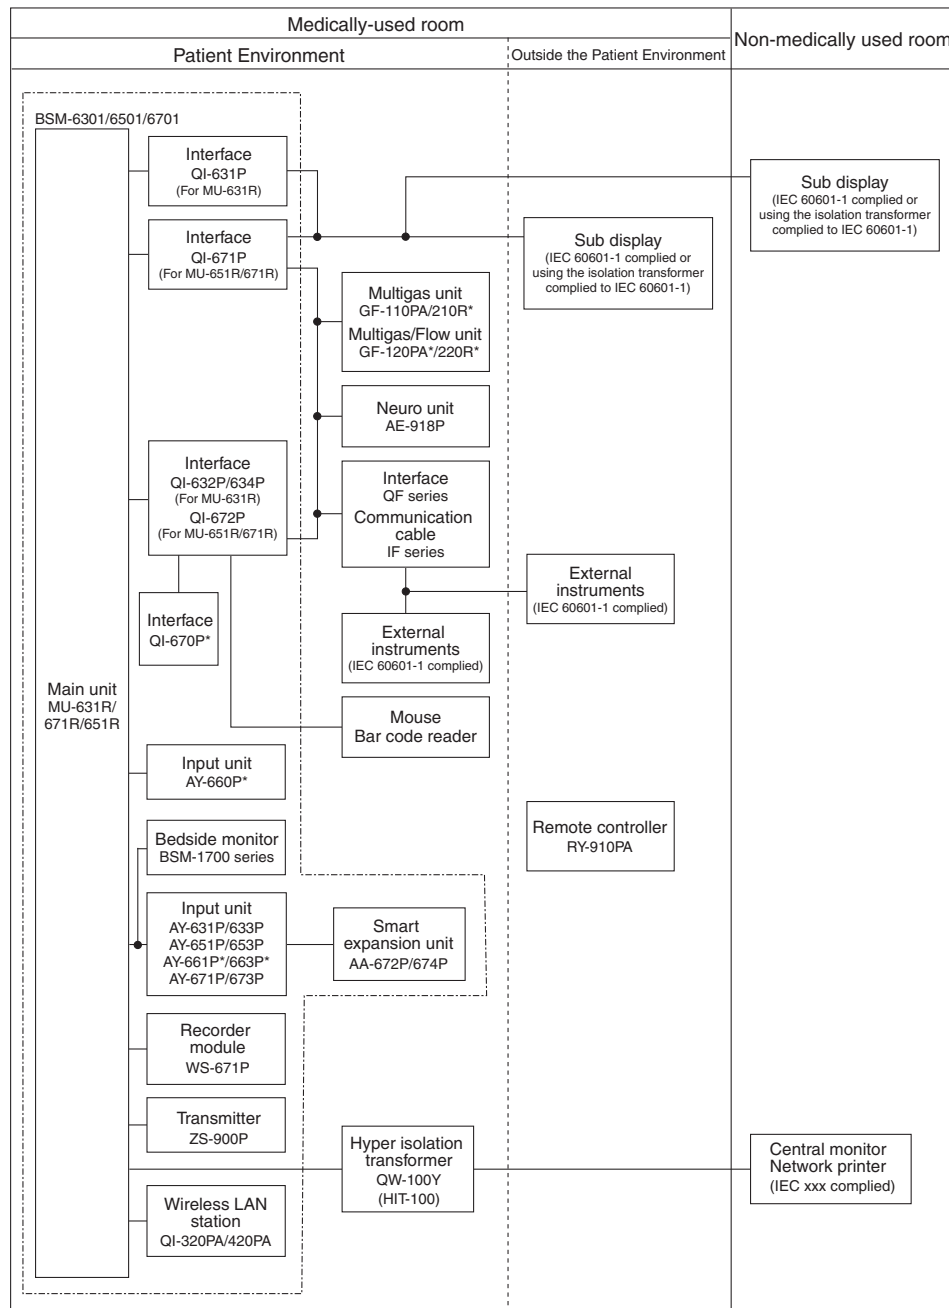 Medically-used room
Non-medically used room
Patient Environment
Outside the Patient Environment
BSM-6301/6501/6701
Interface
QI-631P
(For MU-631R)
Sub display
(IEC 60601-1 complied or
using the isolation transformer
complied to IEC 60601-1)
Interface
QI-671P
(For MU-651R/671R)
Sub display
(IEC 60601-1 complied or
using the isolation transformer
complied to IEC 60601-1)
Multigas unit
GF-110PA/210R*
Multigas/Flow unit
GF-120PA*/220R*
Neuro unit
AE-918P
Interface
QI-632P/634P
(For MU-631R)
QI-672P
(For MU-651R/671R)
Interface
QF series
Communication
cable
IF series
External
instruments
(IEC 60601-1 complied)
Interface
QI-670P*
External
instruments
(IEC 60601-1 complied)
Main unit
MU-631R/
671R/651R
Mouse
Bar code reader
Input unit
AY-660P*
Remote controller
RY-910PA
Bedside monitor
BSM-1700 series
Input unit
AY-631P/633P
AY-651P/653P
AY-661P*/663P*
AY-671P/673P
Smart
expansion unit
AA-672P/674P
Recorder
module
WS-671P
Transmitter
ZS-900P
Hyper isolation
transformer
QW-100Y
(HIT-100)
Central monitor
Network printer
(IEC xxx complied)
Wireless LAN
station
QI-320PA/420PA